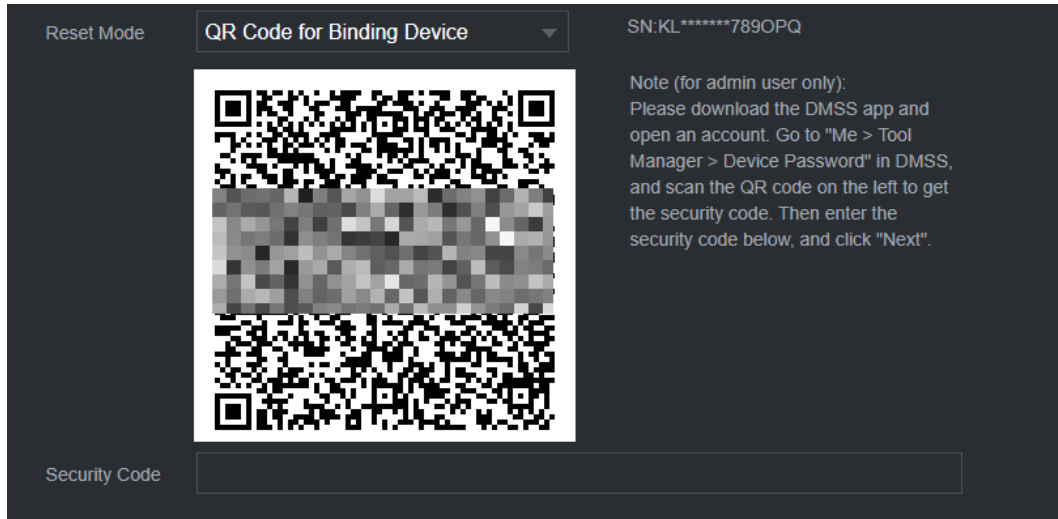 Reset Mode
QR Code for Binding Device
SN:KL*******789OPQ
Note (for admin user only):
Please download the DMSS app and
open an account. Go to "Me > Tool
Manager > Device Password" in DMSS,
and scan the QR code on the left to get
the security code. Then enter the
security code below, and click "Next".
Security Code